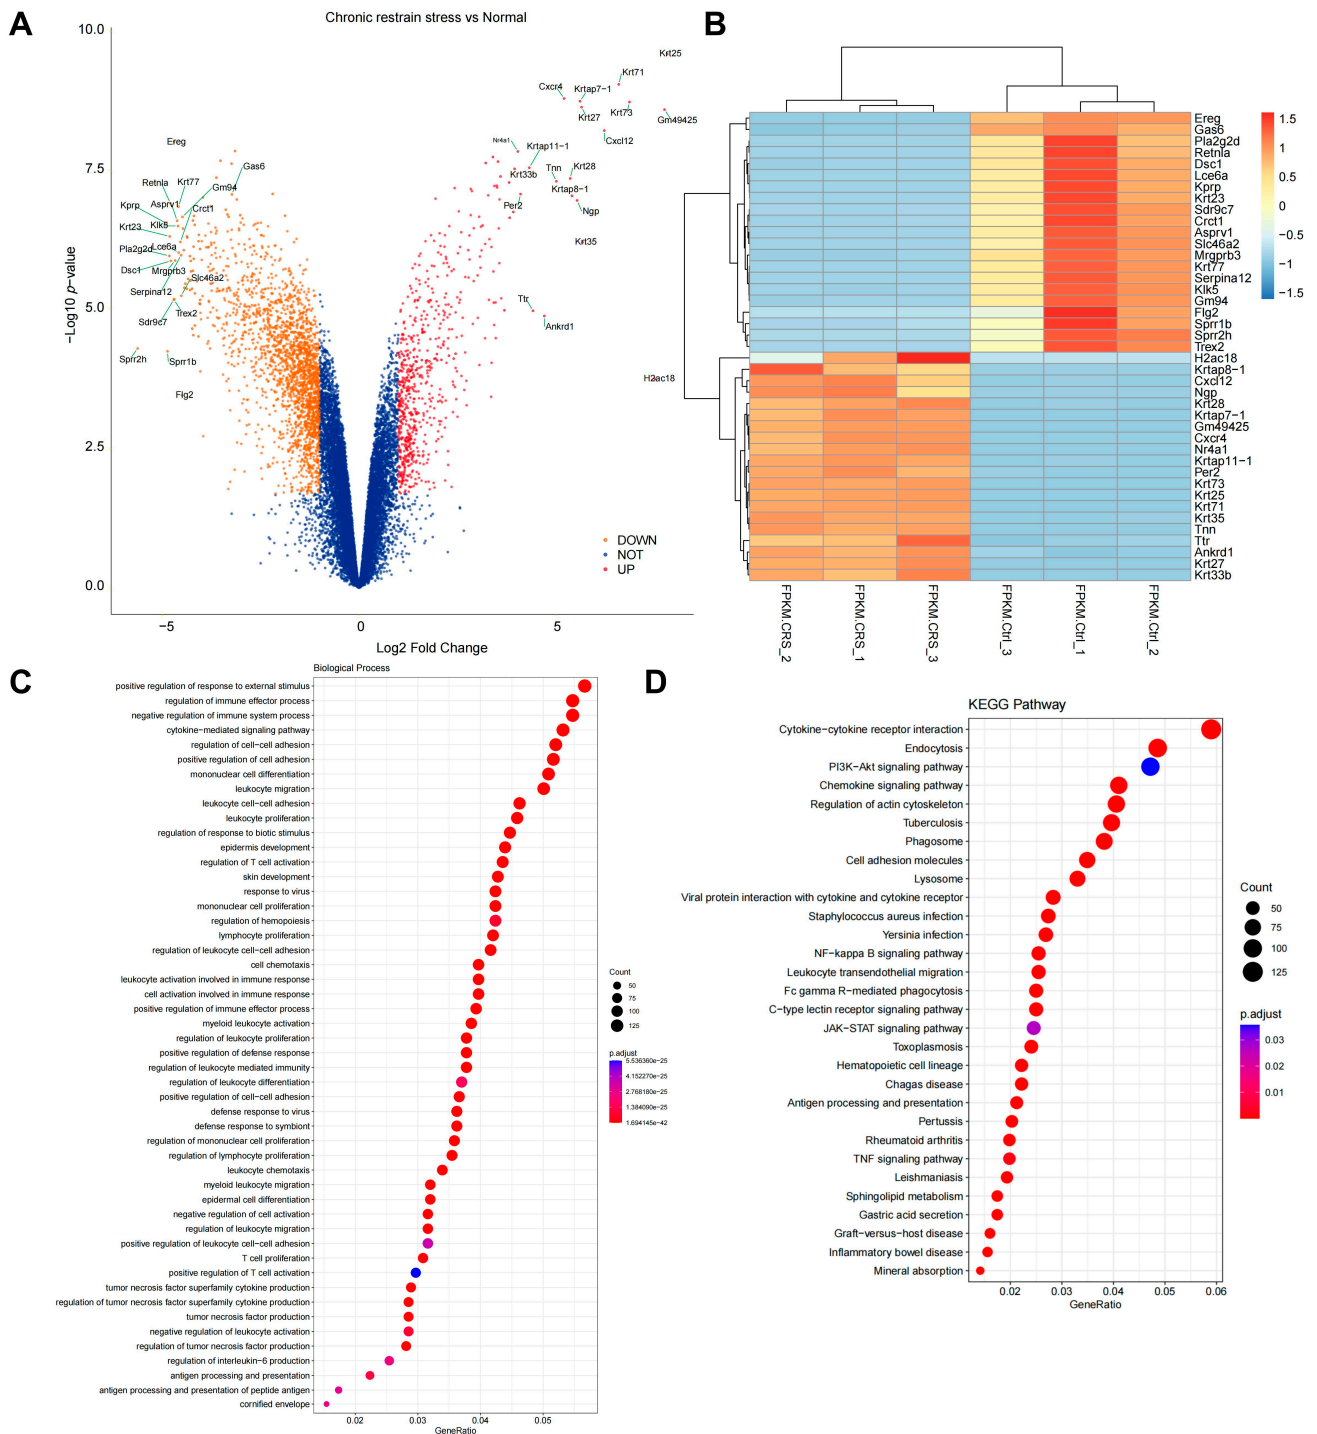 A
Chronic restrain stress vs Normal
10.0
7.5
5.0
2.5
0.0
−Log10 p−value
−5
0
5
Log2 Fold Change
Krt25
Krt71
Cxcr4
Krtap7−1
Krt27
Krt73
Gm49425
Cxcl12
Nr4a1
Krtap11−1
Krt33b
Tnn
Krt28
Krtap8−1
Per2
Ngp
Krt35
Ttr
Ankrd1
H2ac18
Ereg
Gas6
Retnla
Krt77
Gm94
Kprp
Asprv1
Crct1
Krt23
Klk5
Pla2g2d
Lce6a
Dsc1
Mrgprb3
Slc46a2
Serpina12
Trex2
Sdr9c7
Sprr2h
Sprr1b
Flg2
DOWN
NOT
UP
B
Ereg
Gas6
Pla2g2d
Retnla
Dsc1
Lce6a
Kprp
Krt23
Sdr9c7
Crct1
Asprv1
Slc46a2
Mrgprb3
Krt77
Serpina12
Klk5
Gm94
Flg2
Sprr1b
Sprr2h
Trex2
H2ac18
Krtap8−1
Cxcl12
Ngp
Krt28
Krtap7−1
Gm49425
Cxcr4
Nr4a1
Krtap11−1
Per2
Krt73
Krt25
Krt71
Krt35
Tnn
Ttr
Ankrd1
Krt27
Krt33b
1.5
1
0.5
0
−0.5
−1
−1.5
FPKM.CRS_2
FPKM.CRS_1
FPKM.CRS_3
FPKM.Ctrl_3
FPKM.Ctrl_1
FPKM.Ctrl_2
C
Biological Process
positive regulation of response to external stimulus
regulation of immune effector process
negative regulation of immune system process
cytokine−mediated signaling pathway
regulation of cell−cell adhesion
positive regulation of cell adhesion
mononuclear cell differentiation
leukocyte migration
leukocyte cell−cell adhesion
leukocyte proliferation
regulation of response to biotic stimulus
epidermis development
regulation of T cell activation
skin development
response to virus
mononuclear cell proliferation
regulation of hemopoiesis
lymphocyte proliferation
regulation of leukocyte cell−cell adhesion
cell chemotaxis
leukocyte activation involved in immune response
cell activation involved in immune response
positive regulation of immune effector process
myeloid leukocyte activation
regulation of leukocyte proliferation
positive regulation of defense response
regulation of leukocyte mediated immunity
regulation of leukocyte differentiation
positive regulation of cell−cell adhesion
defense response to virus
defense response to symbiont
regulation of mononuclear cell proliferation
regulation of lymphocyte proliferation
leukocyte chemotaxis
myeloid leukocyte migration
epidermal cell differentiation
negative regulation of cell activation
regulation of leukocyte migration
positive regulation of leukocyte cell−cell adhesion
T cell proliferation
positive regulation of T cell activation
tumor necrosis factor superfamily cytokine production
regulation of tumor necrosis factor superfamily cytokine production
tumor necrosis factor production
negative regulation of leukocyte activation
regulation of tumor necrosis factor production
regulation of interleukin−6 production
antigen processing and presentation
antigen processing and presentation of peptide antigen
cornified envelope
0.02
0.03
0.04
0.05
GeneRatio
Count
50
75
100
125
p.adjust
5.536360e−25
4.152270e−25
2.768180e−25
1.384090e−25
1.694145e−42
D
KEGG Pathway
Cytokine−cytokine receptor interaction
Endocytosis
PI3K−Akt signaling pathway
Chemokine signaling pathway
Regulation of actin cytoskeleton
Tuberculosis
Phagosome
Cell adhesion molecules
Lysosome
Viral protein interaction with cytokine and cytokine receptor
Staphylococcus aureus infection
Yersinia infection
NF−kappa B signaling pathway
Leukocyte transendothelial migration
Fc gamma R−mediated phagocytosis
C−type lectin receptor signaling pathway
JAK−STAT signaling pathway
Toxoplasmosis
Hematopoietic cell lineage
Chagas disease
Antigen processing and presentation
Pertussis
Rheumatoid arthritis
TNF signaling pathway
Leishmaniasis
Sphingolipid metabolism
Gastric acid secretion
Graft−versus−host disease
Inflammatory bowel disease
Mineral absorption
0.02
0.03
0.04
0.05
0.06
GeneRatio
Count
50
75
100
125
p.adjust
0.03
0.02
0.01